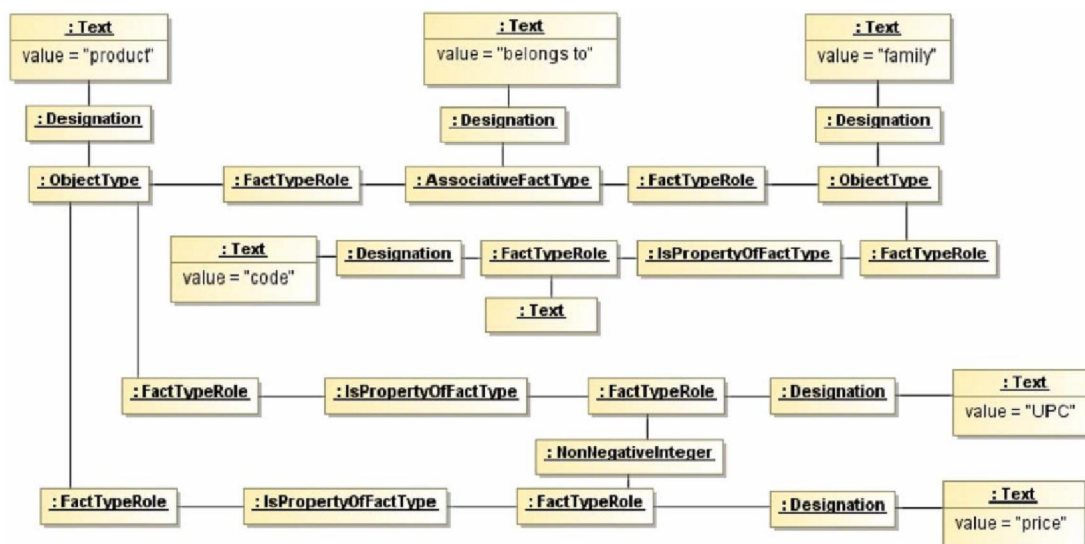 : Text
value = "product"
: Text
value = "belongs to"
: Text
value = "family"
: Designation
: Designation
: Designation
: ObjectType
: FactTypeRole
: AssociativeFactType
: FactTypeRole
: ObjectType
: Text
value = "code"
: Designation
: FactTypeRole
: IsPropertyOfFactType
: FactTypeRole
: Text
: FactTypeRole
: IsPropertyOfFactType
: FactTypeRole
: Designation
: Text
value = "UPC"
: NonNegativeInteger
: FactTypeRole
: IsPropertyOfFactType
: FactTypeRole
: Designation
: Text
value = "price"